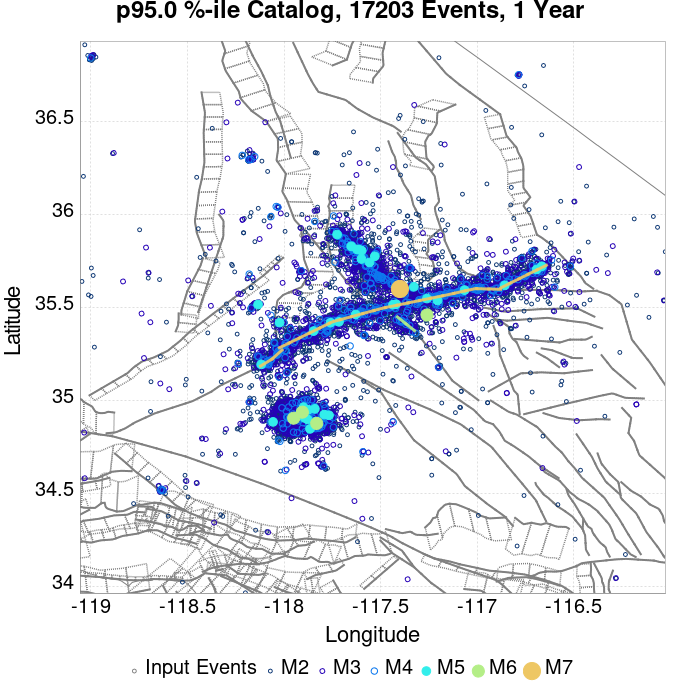 p95.0 %-ile Catalog, 17203 Events, 1 Year
36.5
36
35.5
35
34.5
34
Latitude
-119 -118.5 -118 -117.5 -117 -116.5
Longitude
Input Events M2 M3 M4 M5 M6 M7